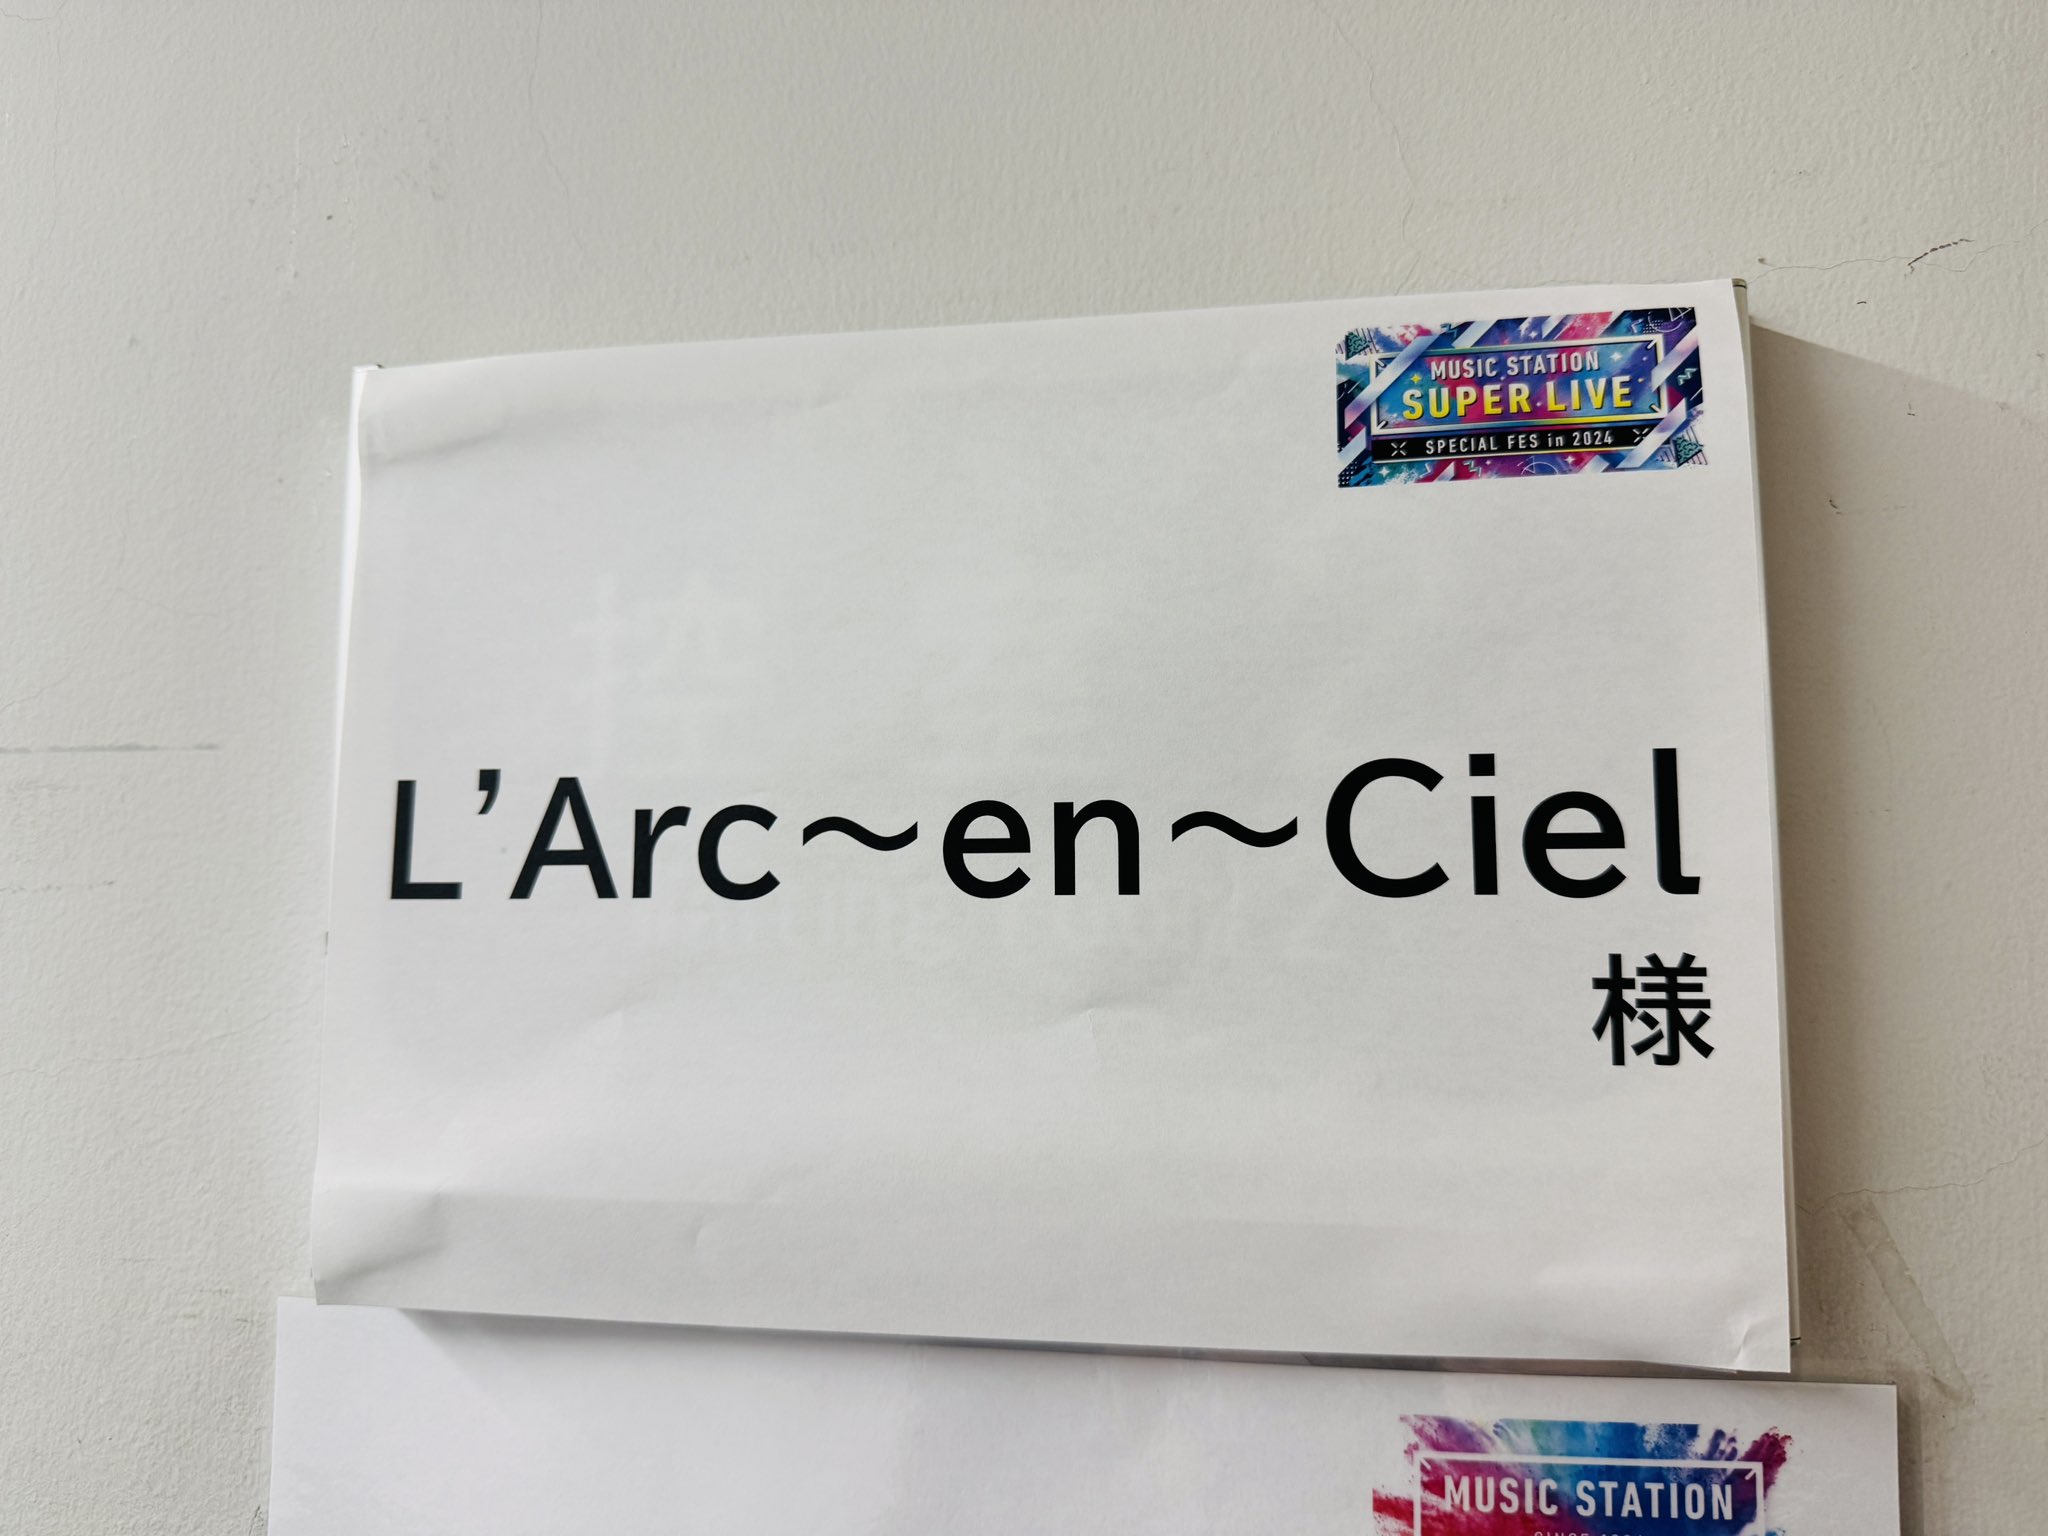 MUSIC STATION
SUPER LIVE
SPECIAL FES in 2024
L’Arc～en～Ciel
様
MUSIC STATION